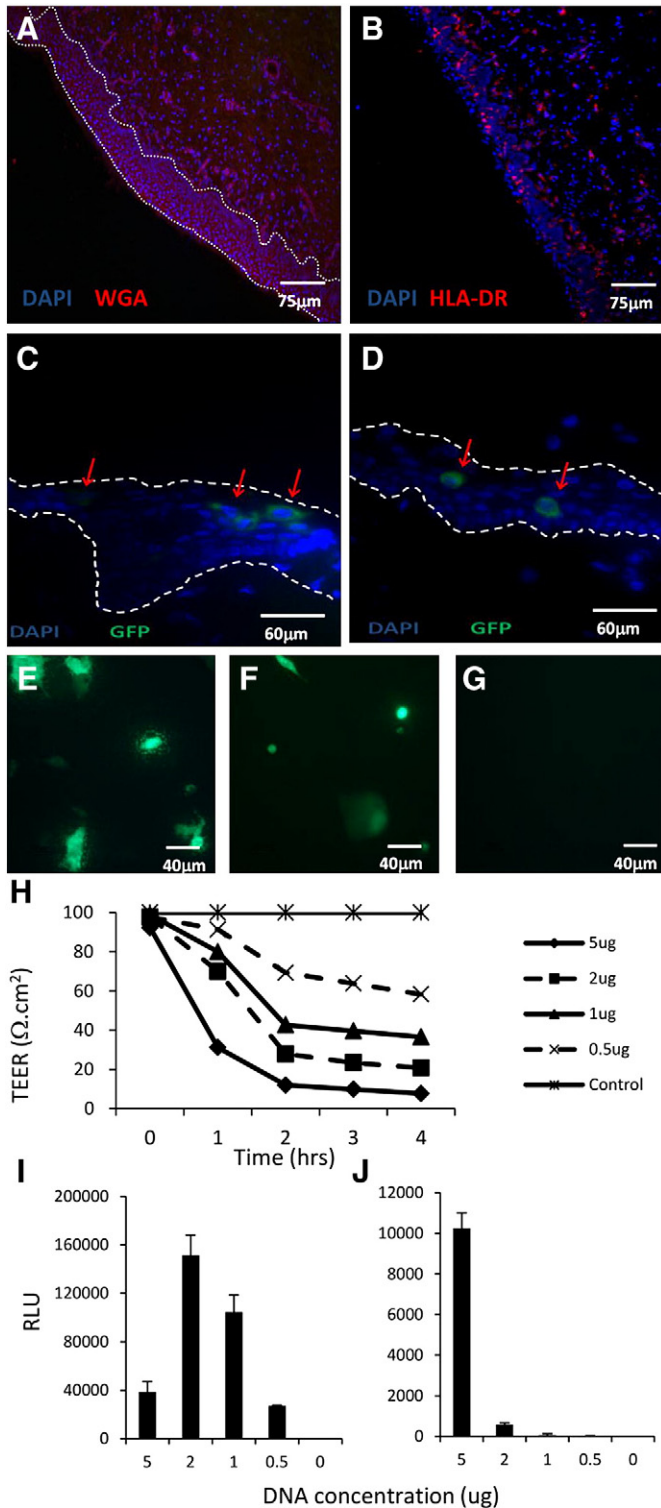 A
DAPI WGA
75μm
B
DAPI HLA-DR
75μm
C
DAPI GFP
60μm
D
DAPI GFP
60μm
E
40μm
F
40μm
G
40μm
H
TEER (Ω.cm²)
100
80
60
40
20
0
0 1 2 3 4
Time (hrs)
5ug
2ug
1ug
0.5ug
Control
I
RLU
200000
160000
120000
80000
40000
0
5 2 1 0.5 0
J
12000
10000
8000
6000
4000
2000
0
5 2 1 0.5 0
DNA concentration (ug)